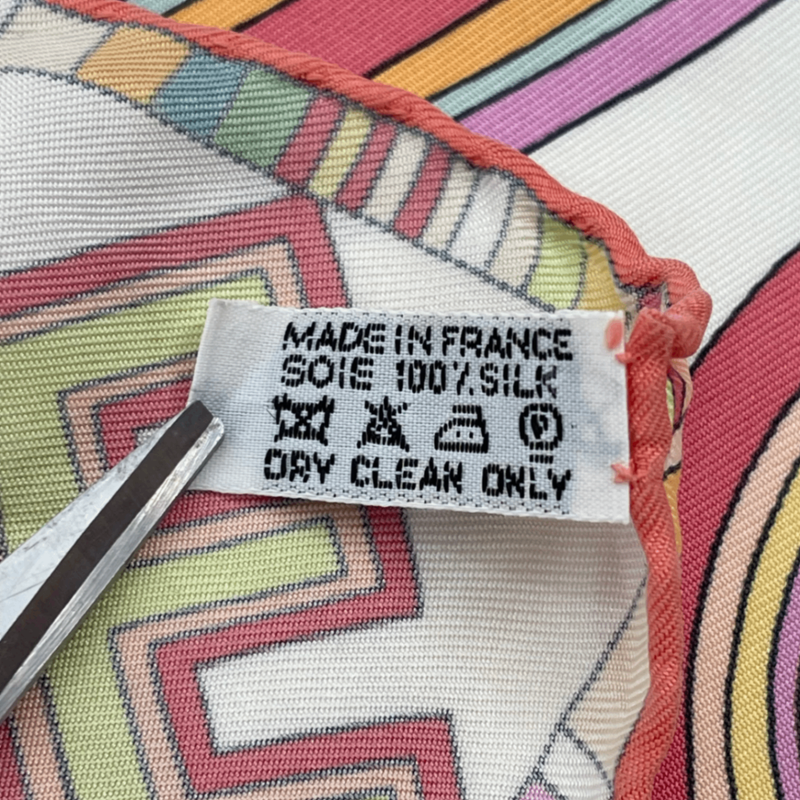 MADE IN FRANCE
SOIE 100% SILK
P
DRY CLEAN ONLY